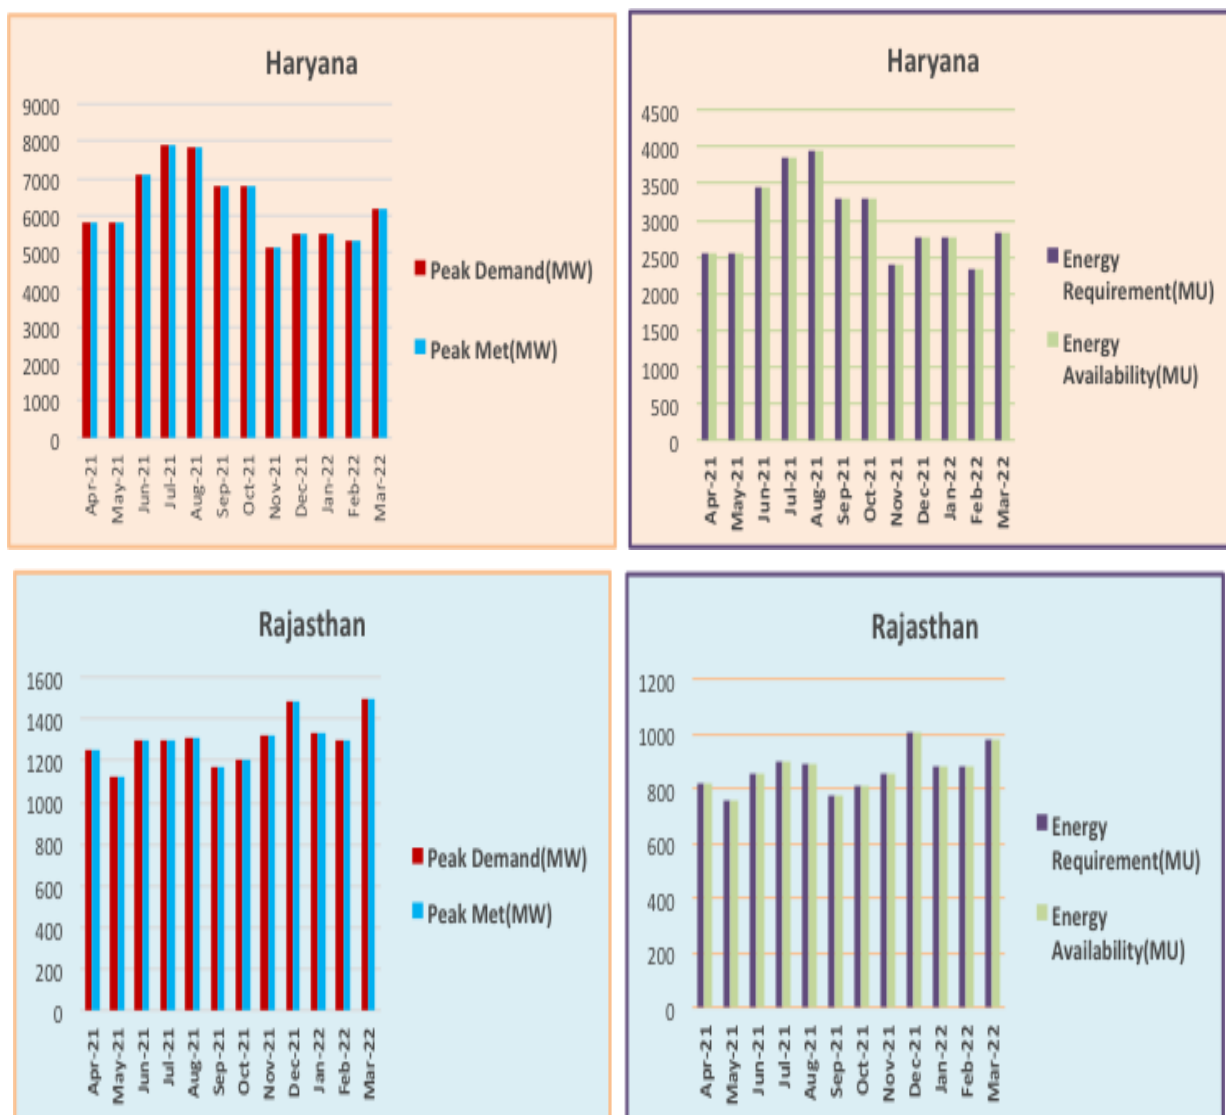 Haryana
9000
8000
7000
6000
5000
4000
3000
2000
1000
0
Apr-21
May-21
Jun-21
Jul-21
Aug-21
Sep-21
Oct-21
Nov-21
Dec-21
Jan-22
Feb-22
Mar-22
Peak Demand(MW)
Peak Met(MW)
Haryana
4500
4000
3500
3000
2500
2000
1500
1000
500
0
Apr-21
May-21
Jun-21
Jul-21
Aug-21
Sep-21
Oct-21
Nov-21
Dec-21
Jan-22
Feb-22
Mar-22
Energy
Requirement(MU)
Energy
Availability(MU)
Rajasthan
1600
1400
1200
1000
800
600
400
200
0
Apr-21
May-21
Jun-21
Jul-21
Aug-21
Sep-21
Oct-21
Nov-21
Dec-21
Jan-22
Feb-22
Mar-22
Peak Demand(MW)
Peak Met(MW)
Rajasthan
1200
1000
800
600
400
200
0
Apr-21
May-21
Jun-21
Jul-21
Aug-21
Sep-21
Oct-21
Nov-21
Dec-21
Jan-22
Feb-22
Mar-22
Energy
Requirement(MU)
Energy
Availability(MU)